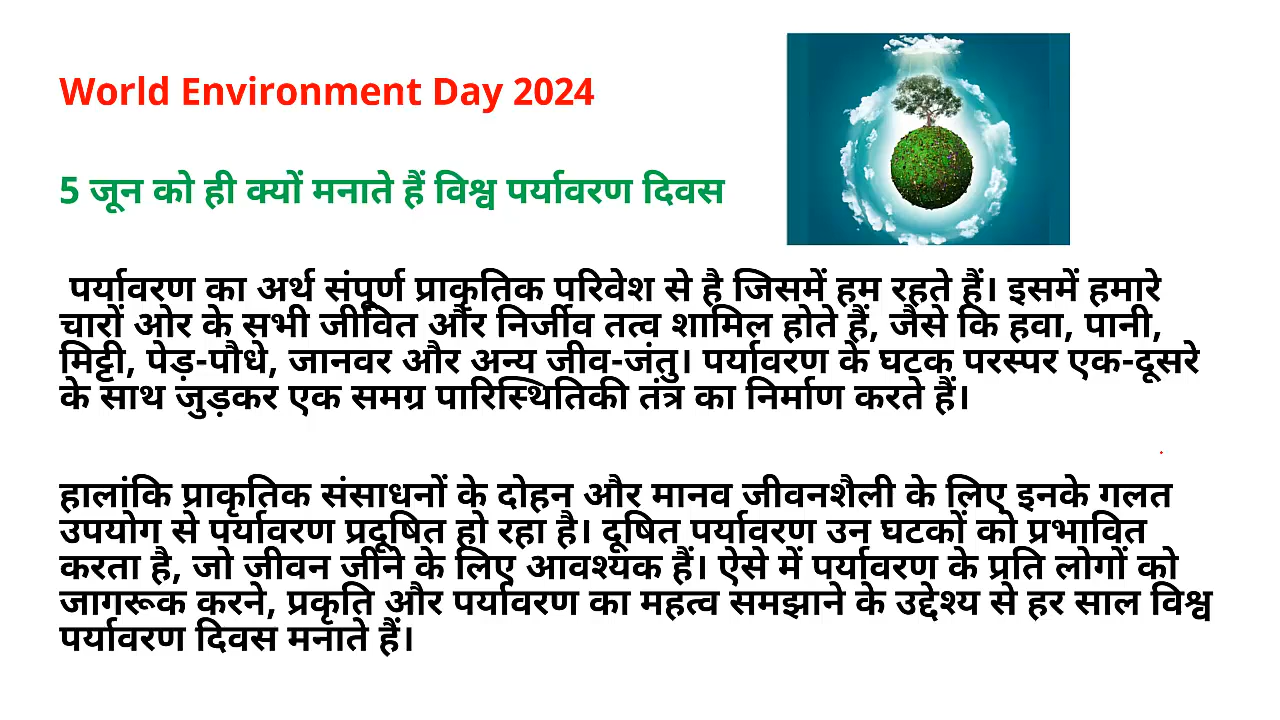 World Environment Day 2024
5 जून को ही क्यों मनाते हैं विश्व पर्यावरण दिवस
पर्यावरण का अर्थ संपूर्ण प्राकृतिक परिवेश से है जिसमें हम रहते हैं। इसमें हमारे
चारों ओर के सभी जीवित और निर्जीव तत्व शामिल होते हैं, जैसे कि हवा, पानी,
मिट्टी, पेड़-पौधे, जानवर और अन्य जीव-जंतु। पर्यावरण के घटक परस्पर एक-दूसरे
के साथ जुड़कर एक समग्र पारिस्थितिकी तंत्र का निर्माण करते हैं।
हालांकि प्राकृतिक संसाधनों के दोहन और मानव जीवनशैली के लिए इनके गलत
उपयोग से पर्यावरण प्रदूषित हो रहा है। दूषित पर्यावरण उन घटकों को प्रभावित
करता है, जो जीवन जीने के लिए आवश्यक हैं। ऐसे में पर्यावरण के प्रति लोगों को
जागरूक करने, प्रकृति और पर्यावरण का महत्व समझाने के उद्देश्य से हर साल विश्व
पर्यावरण दिवस मनाते हैं।